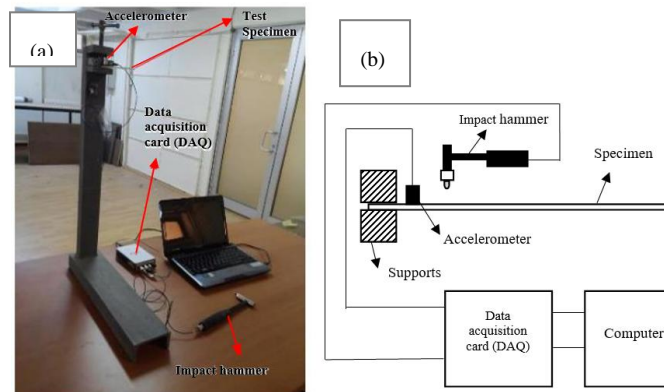 (a)
Accelerometer
Test
Specimen
Data
acquisition
card (DAQ)
Impact hammer
(b)
Impact hammer
Specimen
Accelerometer
Supports
Data
acquisition
card (DAQ)
Computer